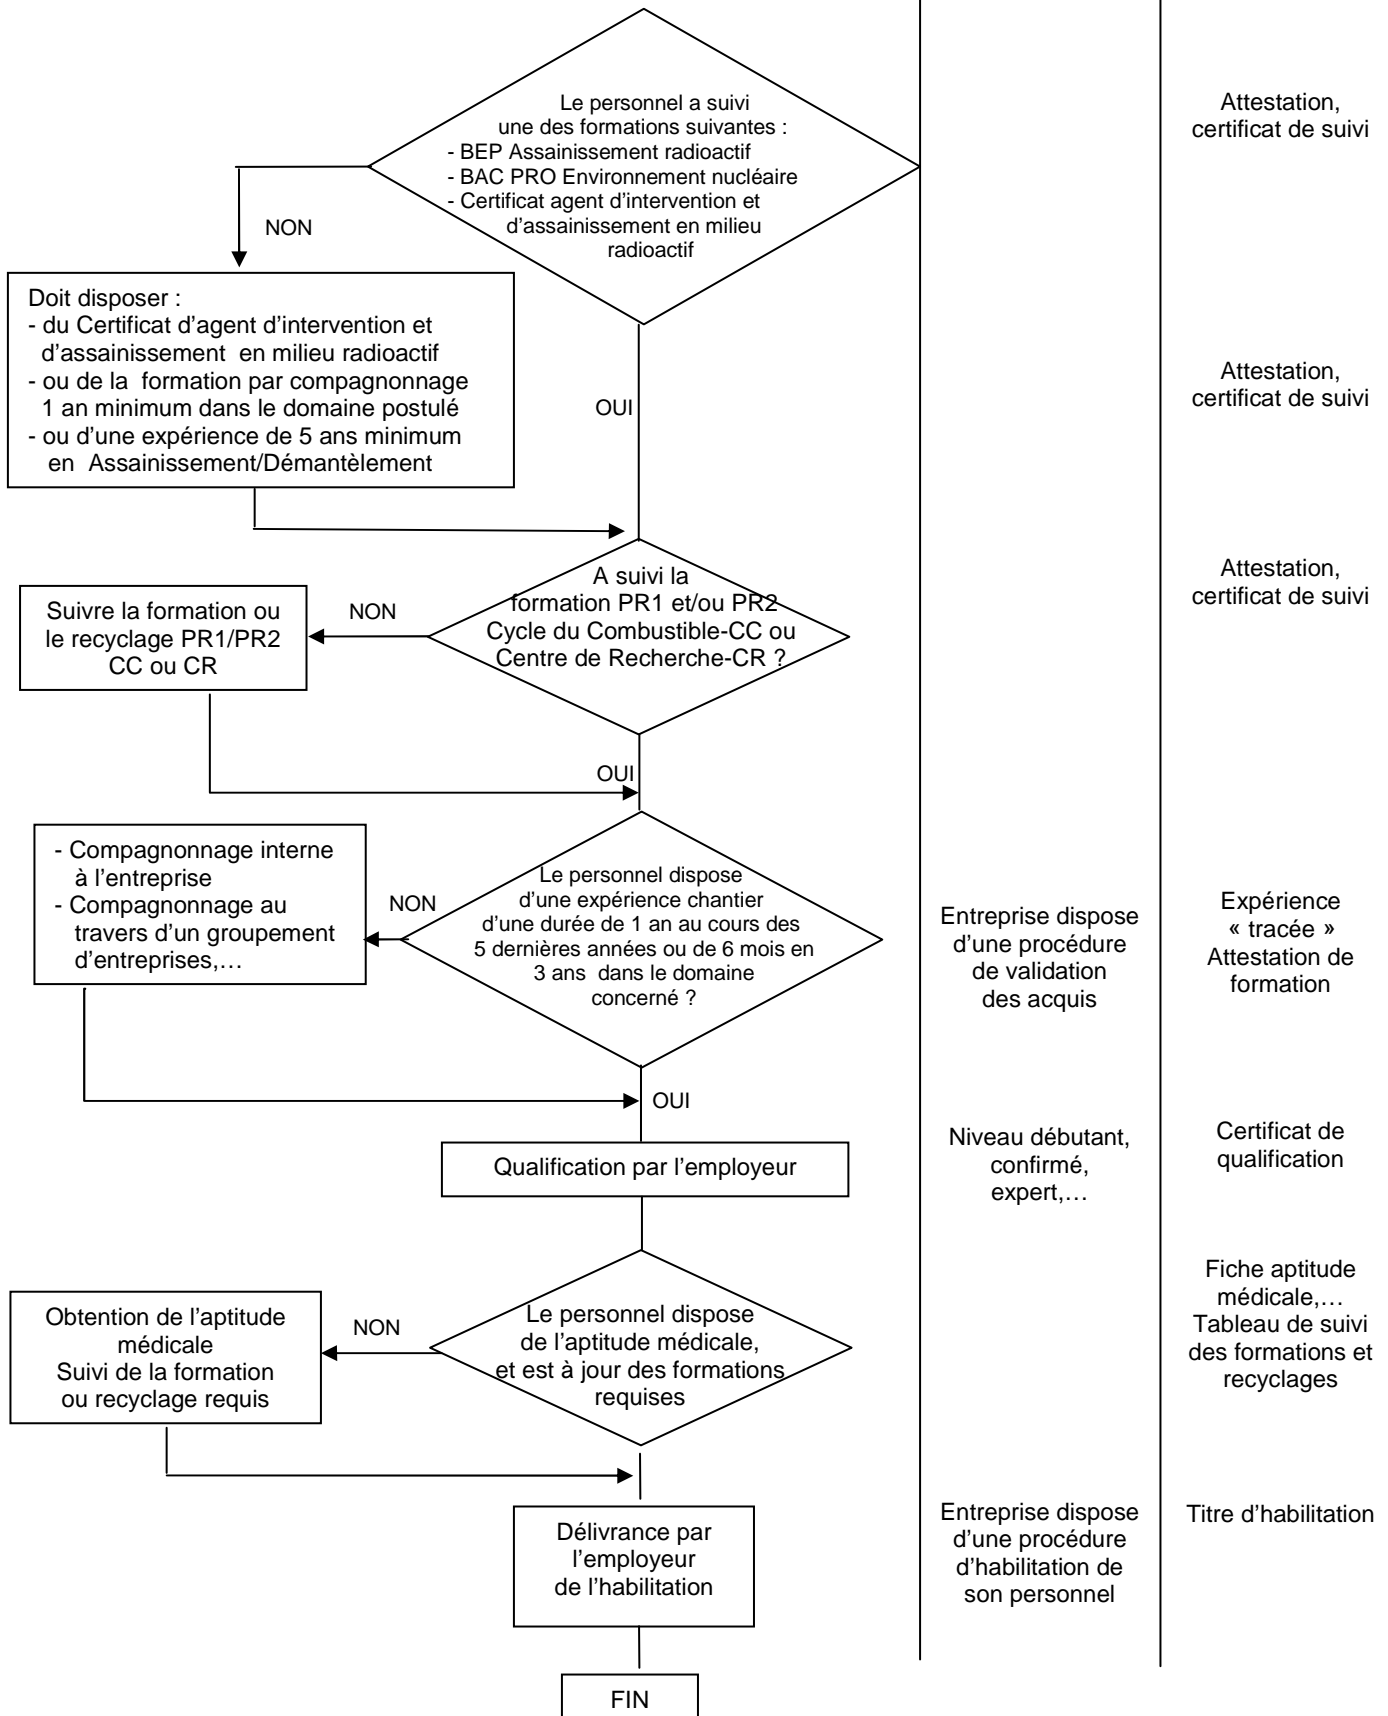 Le personnel a suivi
une des formations suivantes :
- BEP Assainissement radioactif
- BAC PRO Environnement nucléaire
- Certificat agent d’intervention et
d’assainissement en milieu
radioactif
Attestation,
certificat de suivi
NON
Doit disposer :
- du Certificat d’agent d’intervention et
d’assainissement en milieu radioactif
- ou de la formation par compagnonnage
1 an minimum dans le domaine postulé
- ou d’une expérience de 5 ans minimum
en Assainissement/Démantèlement
OUI
Attestation,
certificat de suivi
A suivi la
formation PR1 et/ou PR2
Cycle du Combustible-CC ou
Centre de Recherche-CR ?
Attestation,
certificat de suivi
NON
Suivre la formation ou
le recyclage PR1/PR2
CC ou CR
OUI
- Compagnonnage interne
à l’entreprise
- Compagnonnage au
travers d’un groupement
d’entreprises,…
NON
Le personnel dispose
d’une expérience chantier
d’une durée de 1 an au cours des
5 dernières années ou de 6 mois en
3 ans dans le domaine
concerné ?
Entreprise dispose
d’une procédure
de validation
des acquis
Expérience
« tracée »
Attestation de
formation
OUI
Qualification par l’employeur
Niveau débutant,
confirmé,
expert,…
Certificat de
qualification
Obtention de l’aptitude
médicale
Suivi de la formation
ou recyclage requis
NON
Le personnel dispose
de l’aptitude médicale,
et est à jour des formations
requises
Fiche aptitude
médicale,…
Tableau de suivi
des formations et
recyclages
Délivrance par
l’employeur
de l’habilitation
Entreprise dispose
d’une procédure
d’habilitation de
son personnel
Titre d’habilitation
FIN